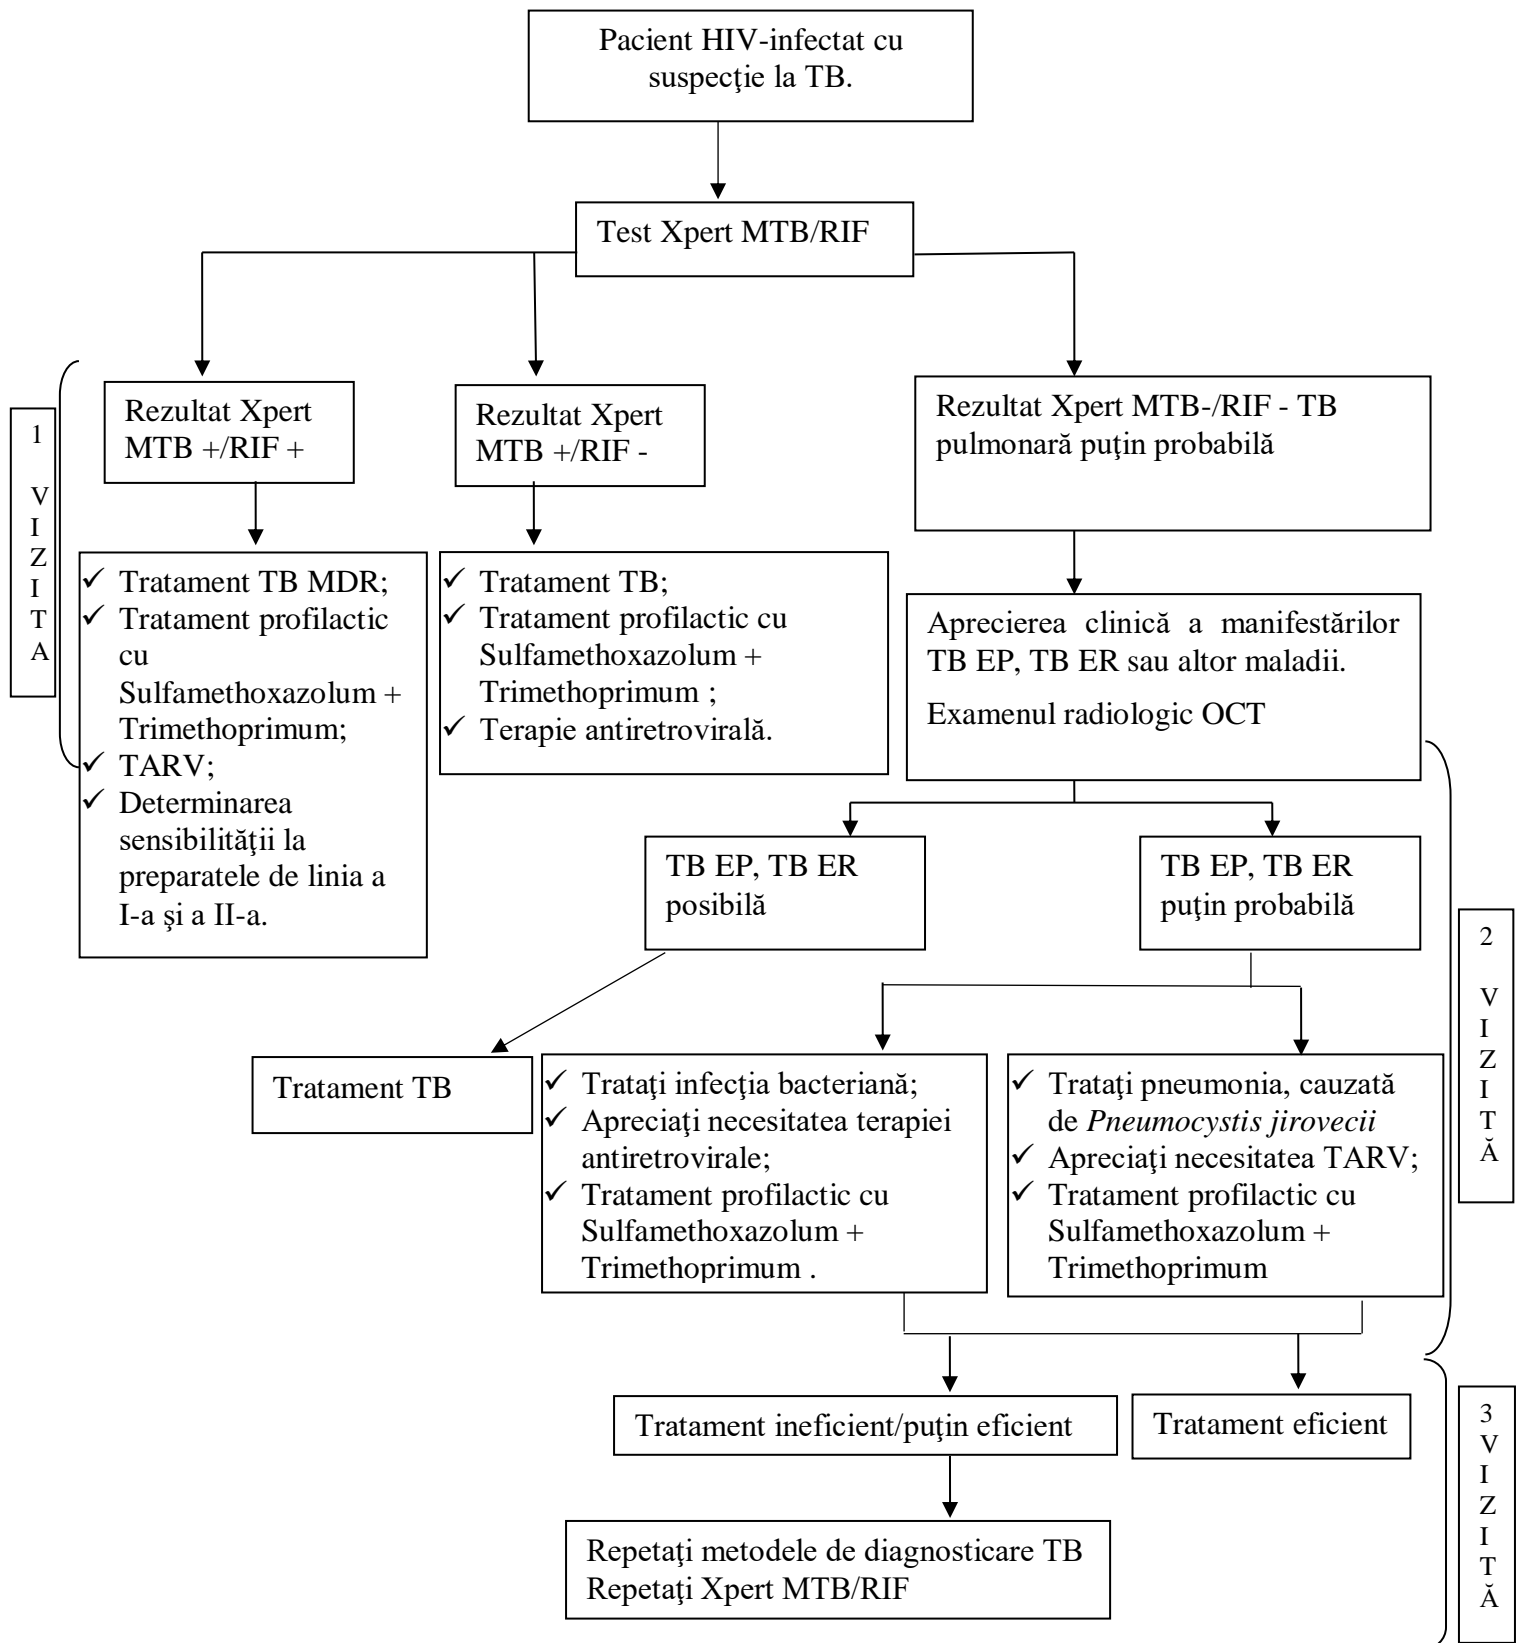 Pacient HIV-infectat cu
suspecţie la TB.
Test Xpert MTB/RIF
1
V
I
Z
I
T
A
Rezultat Xpert
MTB +/RIF +
Rezultat Xpert
MTB +/RIF -
Rezultat Xpert MTB-/RIF - TB
pulmonară puţin probabilă
✓ Tratament TB MDR;
✓ Tratament profilactic
cu
Sulfamethoxazolum +
Trimethoprimum;
✓ TARV;
✓ Determinarea
sensibilităţii la
preparatele de linia a
I-a şi a II-a.
✓ Tratament TB;
✓ Tratament profilactic cu
Sulfamethoxazolum +
Trimethoprimum ;
✓ Terapie antiretrovirală.
Aprecierea clinică a manifestărilor
TB EP, TB ER sau altor maladii.
Examenul radiologic OCT
TB EP, TB ER
posibilă
TB EP, TB ER
puţin probabilă
2
V
I
Z
I
T
Ă
Tratament TB
✓ Trataţi infecţia bacteriană;
✓ Apreciaţi necesitatea terapiei
antiretrovirale;
✓ Tratament profilactic cu
Sulfamethoxazolum +
Trimethoprimum .
✓ Trataţi pneumonia, cauzată
de Pneumocystis jirovecii
✓ Apreciaţi necesitatea TARV;
✓ Tratament profilactic cu
Sulfamethoxazolum +
Trimethoprimum
Tratament ineficient/puţin eficient
Tratament eficient
3
V
I
Z
I
T
Ă
Repetaţi metodele de diagnosticare TB
Repetaţi Xpert MTB/RIF